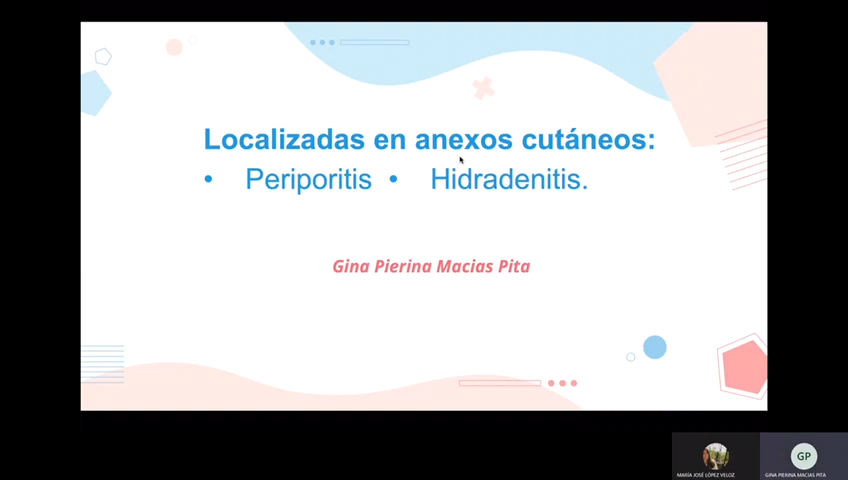 Localizadas en anexos cutáneos:
• Periporitis • Hidradenitis.
Gina Pierina Macias Pita
GP
MARÍA JOSÉ LÓPEZ VELOZ
GINA PIERINA MACIAS PITA